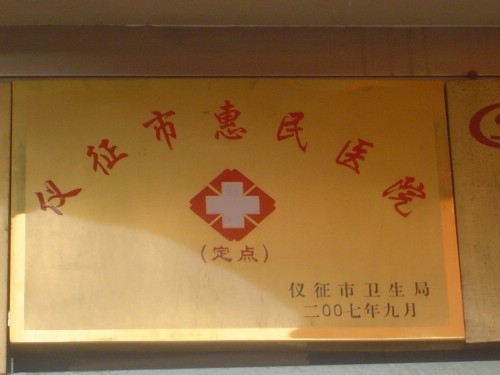 仪征市惠民医院
(定点)
仪征市卫生局
二00七年九月